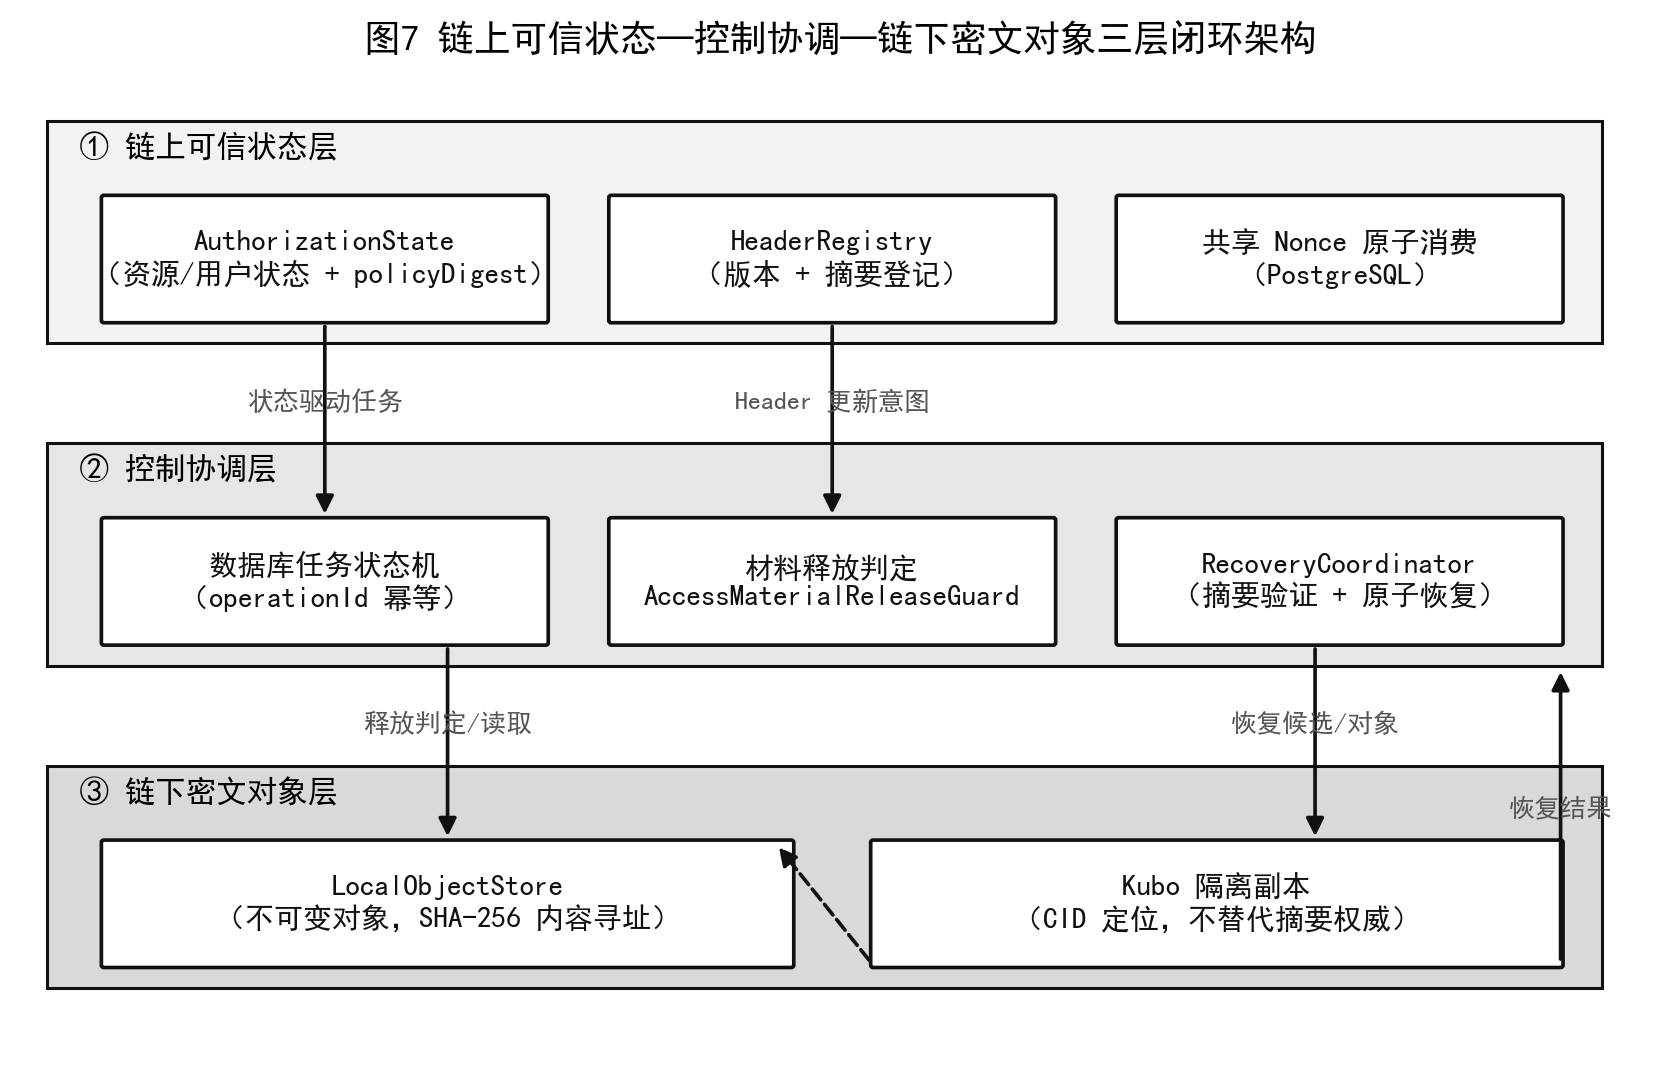 图7 链上可信状态—控制协调—链下密文对象三层闭环架构
① 链上可信状态层
AuthorizationState
（资源/用户状态 + policyDigest）
HeaderRegistry
（版本 + 摘要登记）
共享 Nonce 原子消费
（PostgreSQL）
状态驱动任务
Header 更新意图
② 控制协调层
数据库任务状态机
（operationId 幂等）
材料释放判定
AccessMaterialReleaseGuard
RecoveryCoordinator
（摘要验证 + 原子恢复）
释放判定/读取
恢复候选/对象
③ 链下密文对象层
恢复结果
LocalObjectStore
（不可变对象，SHA-256 内容寻址）
Kubo 隔离副本
（CID 定位，不替代摘要权威）